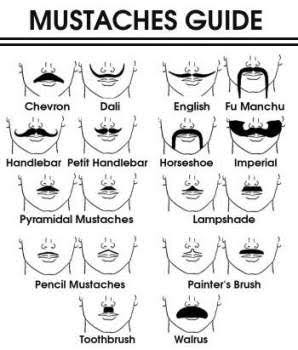 MUSTACHES GUIDE
Chevron Dali English Fu Manchu
Handlebar Petit Handlebar Horseshoe Imperial
Pyramidal Mustaches Lampshade
Pencil Mustaches Painter's Brush
Toothbrush Walrus